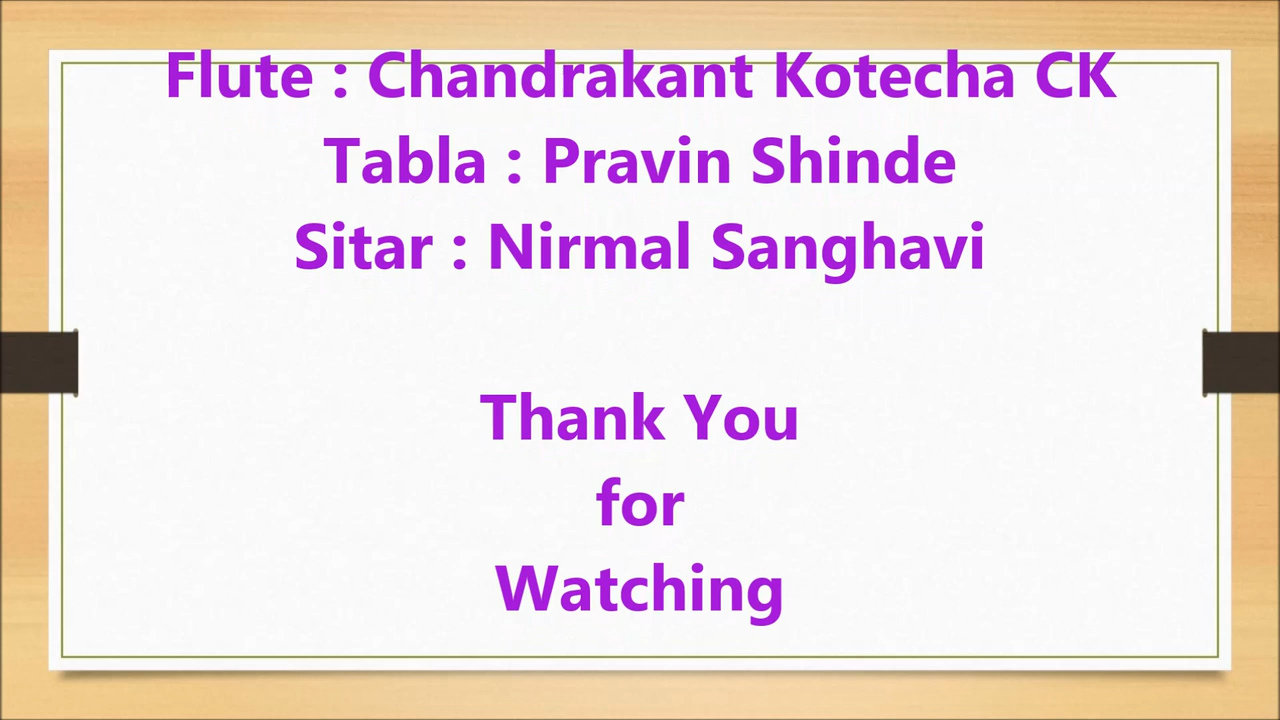 Flute : Chandrakant Kotecha CK
Tabla : Pravin Shinde
Sitar : Nirmal Sanghavi
Thank You
for
Watching